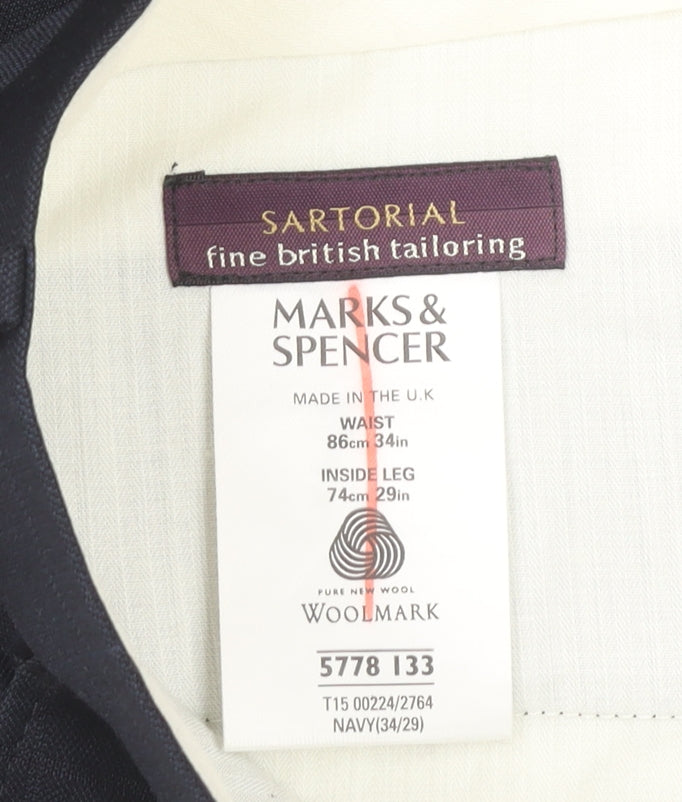 SARTORIAL
fine british tailoring
MARKS &
SPENCER
MADE IN THE U.K
WAIST
86cm 34in
INSIDE LEG
74cm 29in
PURE NEW WOOL
WOOLMARK
5778 133
T15 00224/2764
NAVY(34/29)